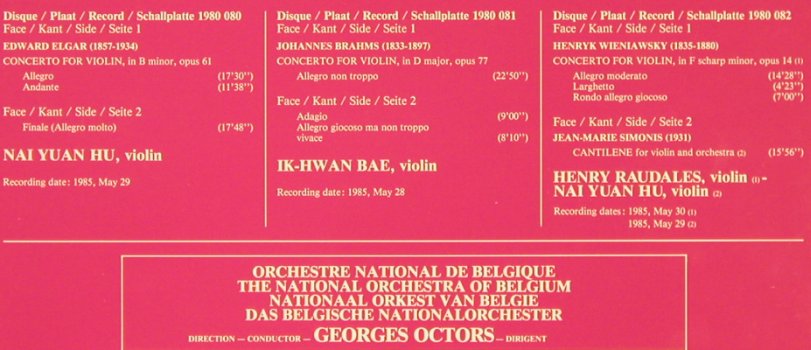 Disque / Plaat / Record / Schallplatte 1980 080
Face / Kant / Side / Seite 1
EDWARD ELGAR (1857-1934)
CONCERTO FOR VIOLIN, in B minor, opus 61
Allegro (17'30'')
Andante (11'38'')
Face / Kant / Side / Seite 2
Finale (Allegro molto) (17'48'')
NAI YUAN HU, violin
Recording date: 1985, May 29
Disque / Plaat / Record / Schallplatte 1980 081
Face / Kant / Side / Seite 1
JOHANNES BRAHMS (1833-1897)
CONCERTO FOR VIOLIN, in D major, opus 77
Allegro non troppo (22'50'')
Face / Kant / Side / Seite 2
Adagio (9'00'')
Allegro giocoso ma non troppo
vivace (8'10'')
IK-HWAN BAE, violin
Recording date: 1985, May 28
Disque / Plaat / Record / Schallplatte 1980 082
Face / Kant / Side / Seite 1
HENRYK WIENIAWSKY (1835-1880)
CONCERTO FOR VIOLIN, in F scharp minor, opus 14 (1)
Allegro moderato (14'28'')
Larghetto (4'23'')
Rondo allegro giocoso (7'00'')
Face / Kant / Side / Seite 2
JEAN-MARIE SIMONIS (1931)
CANTILENE for violin and orchestra (2) (15'56'')
HENRY RAUDALES, violin (1) -
NAI YUAN HU, violin (2)
Recording dates: 1985, May 30 (1)
1985, May 29 (2)
ORCHESTRE NATIONAL DE BELGIQUE
THE NATIONAL ORCHESTRA OF BELGIUM
NATIONAAL ORKEST VAN BELGIE
DAS BELGISCHE NATIONALORCHESTER
DIRECTION – CONDUCTOR – GEORGES OCTORS – DIRIGENT